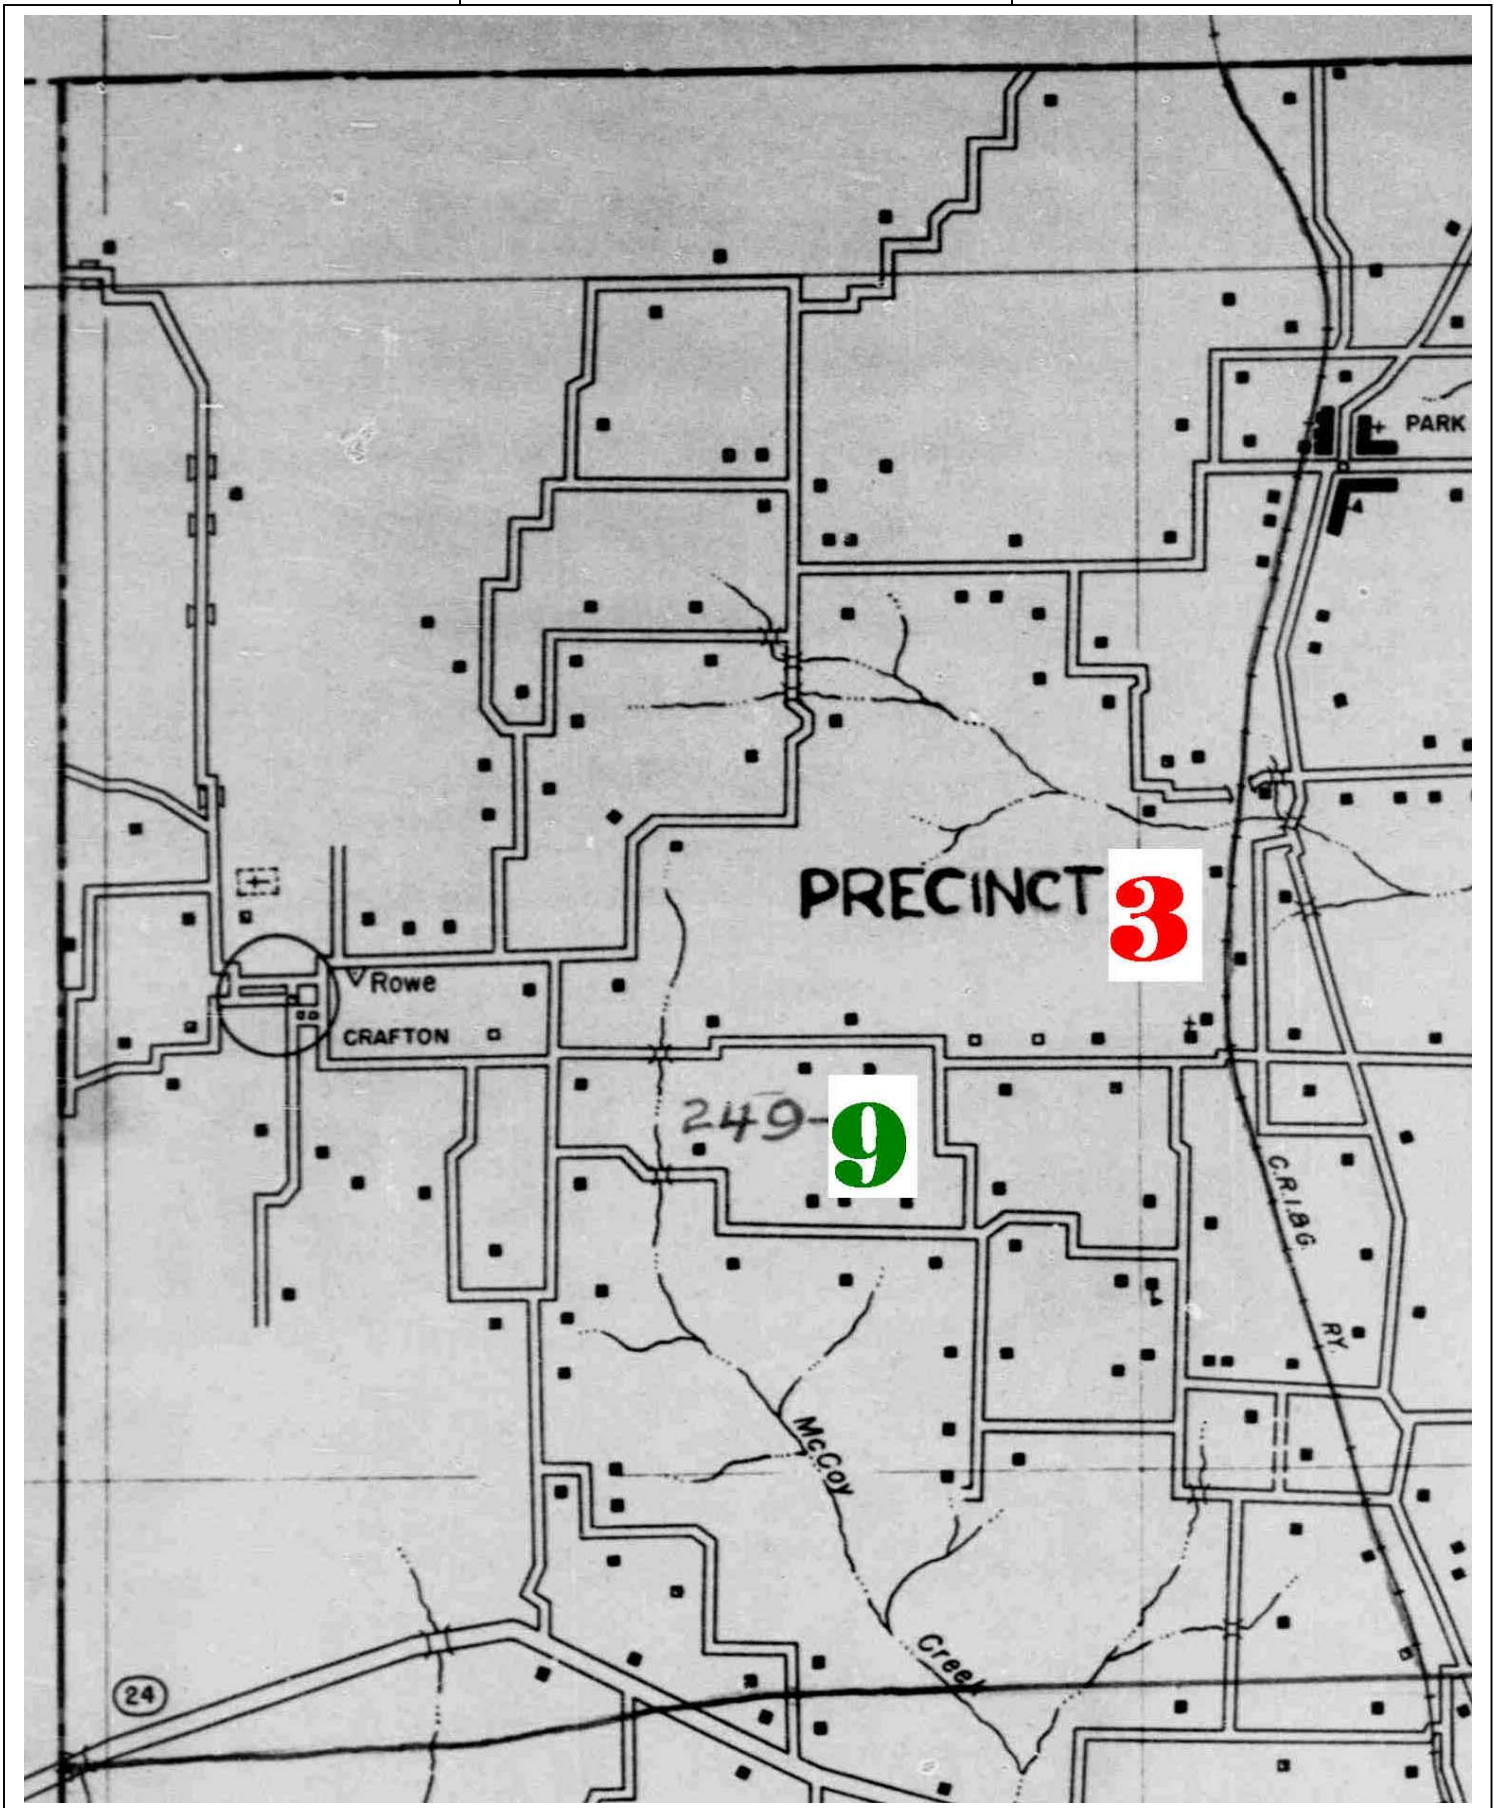 PARK
PRECINCT 3
Rowe
CRAFTON
249-9
C.R.I.&G.
RY.
McCoy
Creek
24